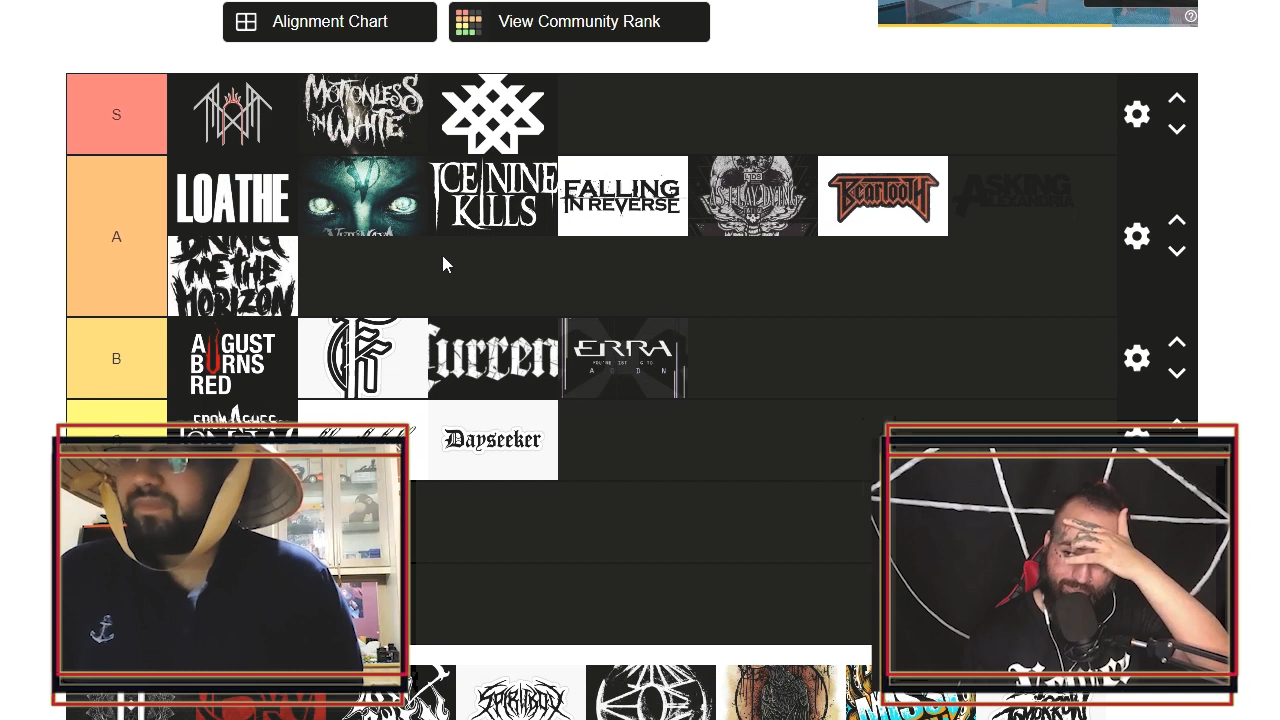 Alignment Chart
View Community Rank
S
MOTIONLESS
IN WHITE
A
LOATHE
ICE NINE
KILLS
FALLING
IN REVERSE
AS I LAY DYING
BEARTOOTH
ASKING
ALEXANDRIA
BRING
ME THE
HORIZON
B
AUGUST
BURNS
RED
Curren
ERRA
Dayseeker
SPIRITBOX